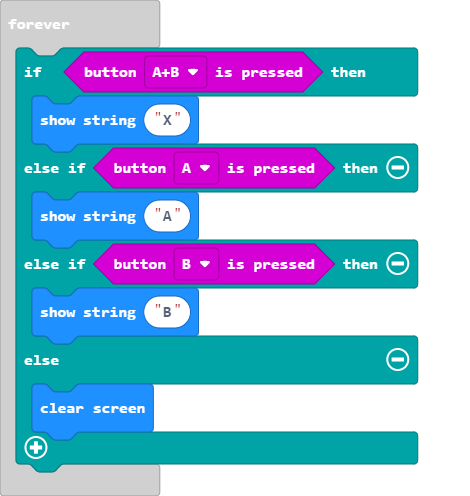 forever
if button A+B is pressed then
show string "X"
else if button A is pressed then
show string "A"
else if button B is pressed then
show string "B"
else
clear screen